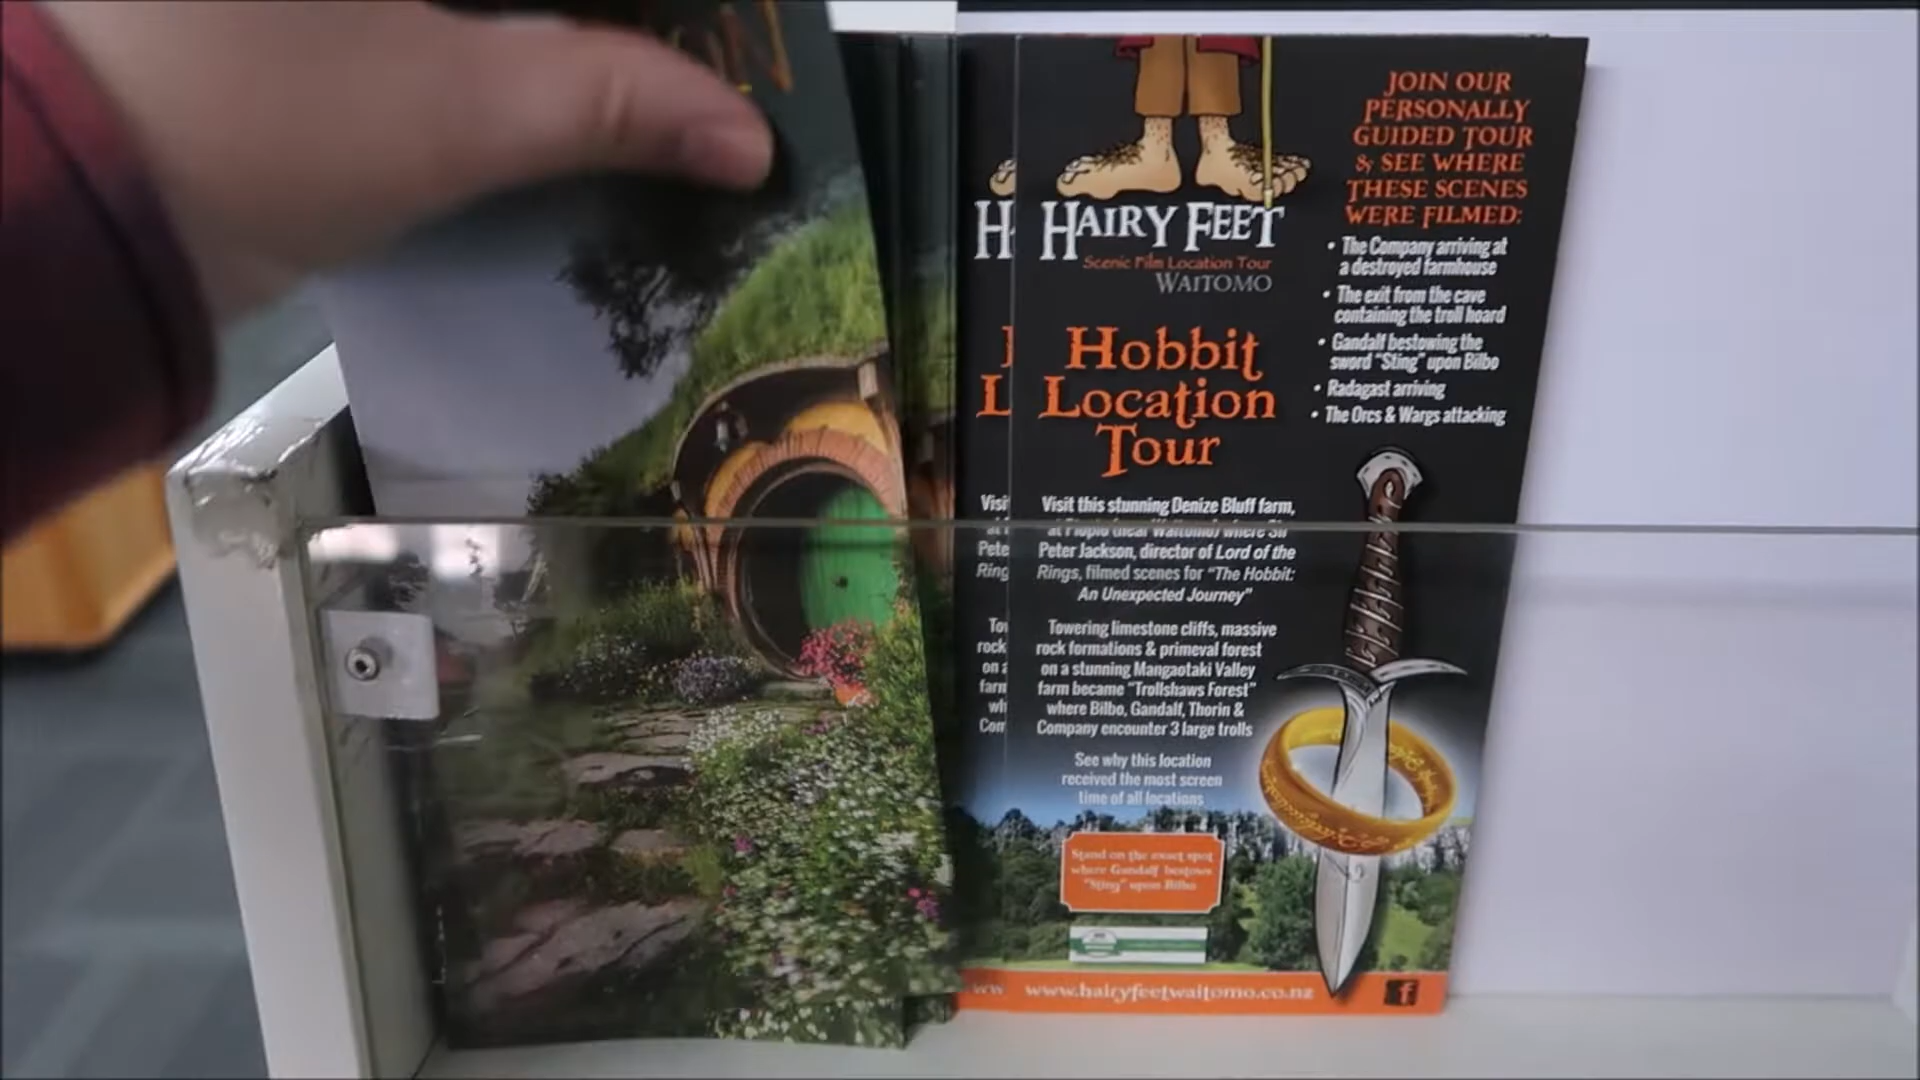 HAIRY FEET
Scenic Film Location Tour
WAITOMO
Hobbit
Location
Tour
Visit this stunning Denize Bluff farm,
at Piopio (near Waitomo) where Sir
Peter Jackson, director of Lord of the
Rings, filmed scenes for "The Hobbit:
An Unexpected Journey"
Towering limestone cliffs, massive
rock formations & primeval forest
on a stunning Mangaotaki Valley
farm became "Trollshaws Forest"
where Bilbo, Gandalf, Thorin &
Company encounter 3 large trolls
See why this location
received the most screen
time of all locations
Stand on the exact spot
where Gandalf bestows
"Sting" upon Bilbo
www.hairyfeetwaitomo.co.nz
f
JOIN OUR
PERSONALLY
GUIDED TOUR
& SEE WHERE
THESE SCENES
WERE FILMED:
• The Company arriving at
a destroyed farmhouse
• The exit from the cave
containing the troll hoard
• Gandalf bestowing the
sword "Sting" upon Bilbo
• Radagast arriving
• The Orcs & Wargs attacking